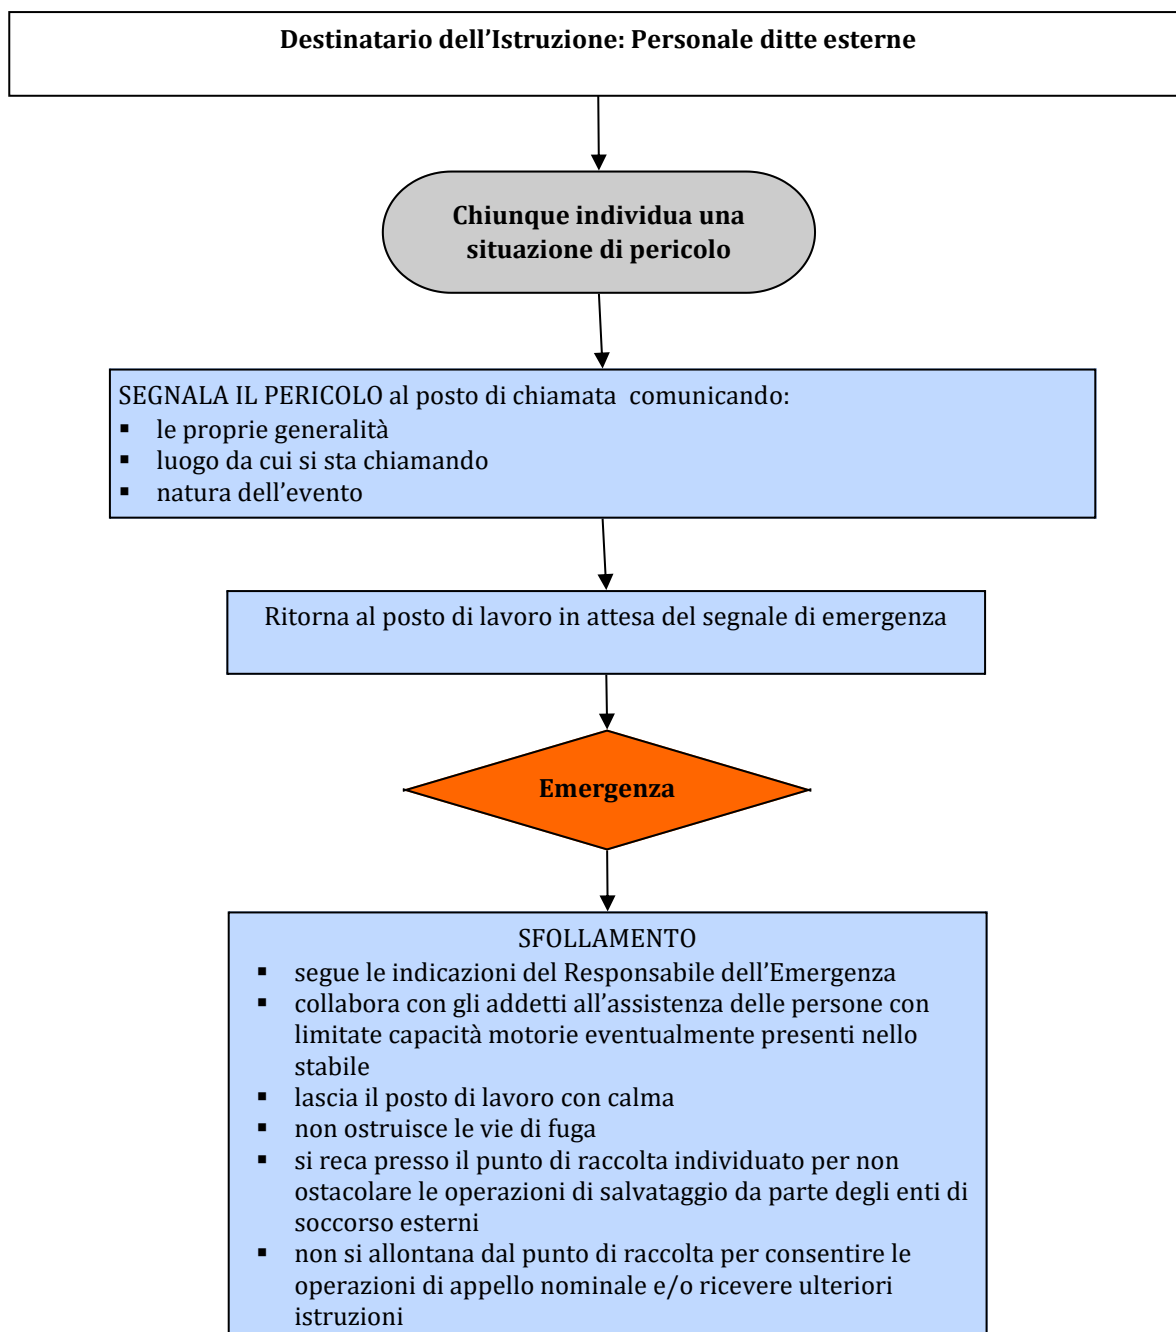 Destinatario dell’Istruzione: Personale ditte esterne
Chiunque individua una
situazione di pericolo
SEGNALA IL PERICOLO al posto di chiamata  comunicando:
▪ le proprie generalità
▪ luogo da cui si sta chiamando
▪ natura dell’evento
Ritorna al posto di lavoro in attesa del segnale di emergenza
Emergenza
SFOLLAMENTO
▪ segue le indicazioni del Responsabile dell’Emergenza
▪ collabora con gli addetti all’assistenza delle persone con
limitate capacità motorie eventualmente presenti nello
stabile
▪ lascia il posto di lavoro con calma
▪ non ostruisce le vie di fuga
▪ si reca presso il punto di raccolta individuato per non
ostacolare le operazioni di salvataggio da parte degli enti di
soccorso esterni
▪ non si allontana dal punto di raccolta per consentire le
operazioni di appello nominale e/o ricevere ulteriori
istruzioni